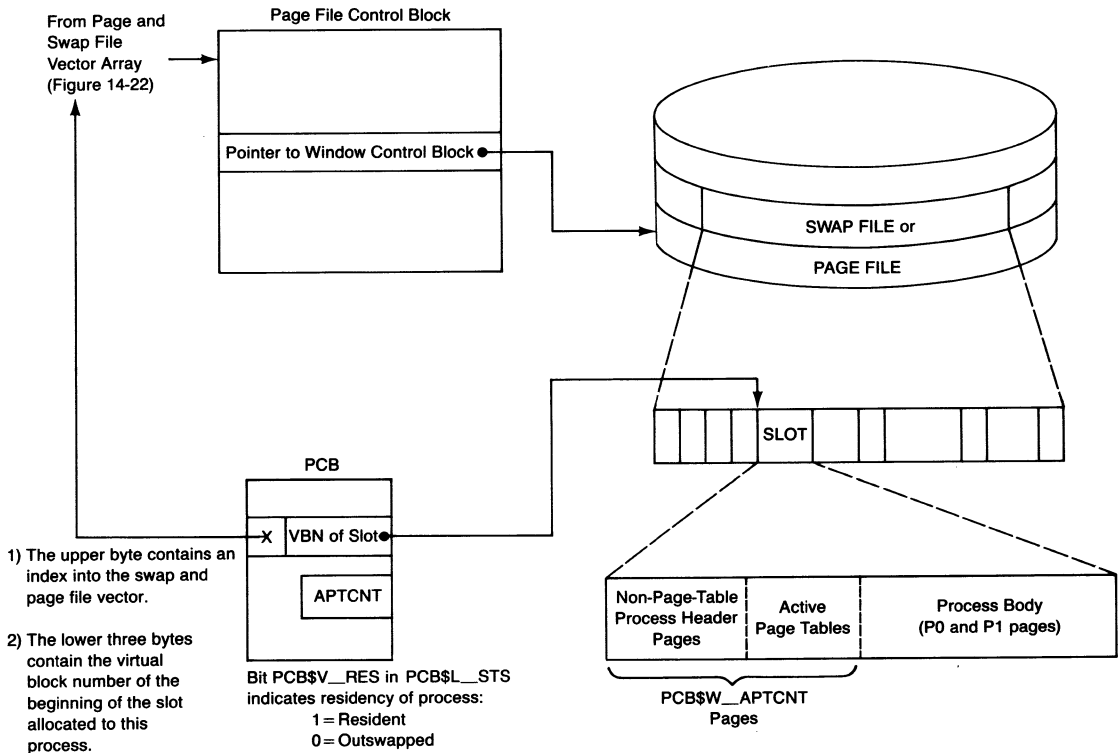 From Page and
Swap File
Vector Array
(Figure 14-22)
Page File Control Block
Pointer to Window Control Block
SWAP FILE or
PAGE FILE
SLOT
PCB
X
VBN of Slot
APTCNT
1) The upper byte contains an
index into the swap and
page file vector.
2) The lower three bytes
contain the virtual
block number of the
beginning of the slot
allocated to this
process.
Bit PCB$V__RES in PCB$L__STS
indicates residency of process:
1 = Resident
0 = Outswapped
Non-Page-Table
Process Header
Pages
Active
Page Tables
Process Body
(P0 and P1 pages)
PCB$W__APTCNT
Pages